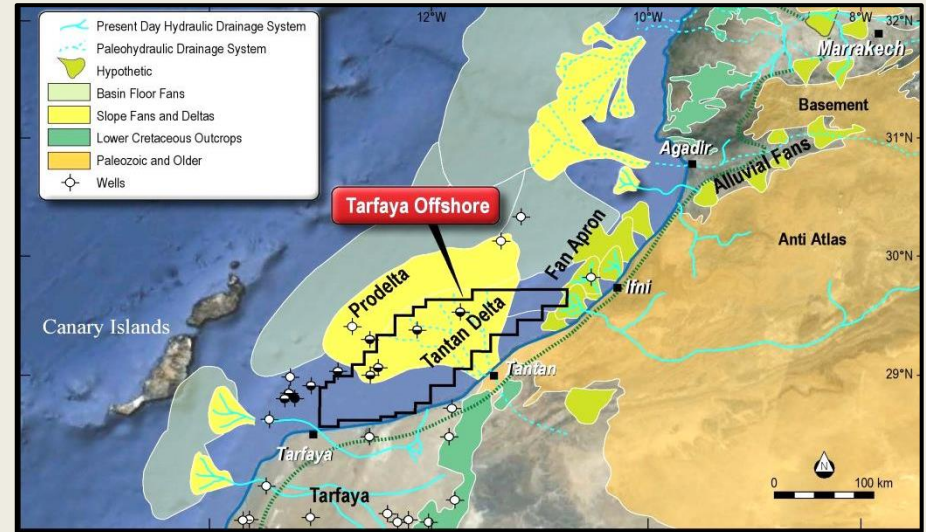 12°W
10°W
8°W
32°N
Present Day Hydraulic Drainage System
Paleohydraulic Drainage System
Hypothetic
Basin Floor Fans
Slope Fans and Deltas
Lower Cretaceous Outcrops
Paleozoic and Older
Wells
Marrakech
Basement
31°N
Agadir
Alluvial Fans
Tarfaya Offshore
Fan Apron
Anti Atlas
30°N
Prodelta
Ifni
Canary Islands
Tantan Delta
Tantan
29°N
Tarfaya
Tarfaya
N
0
100 km